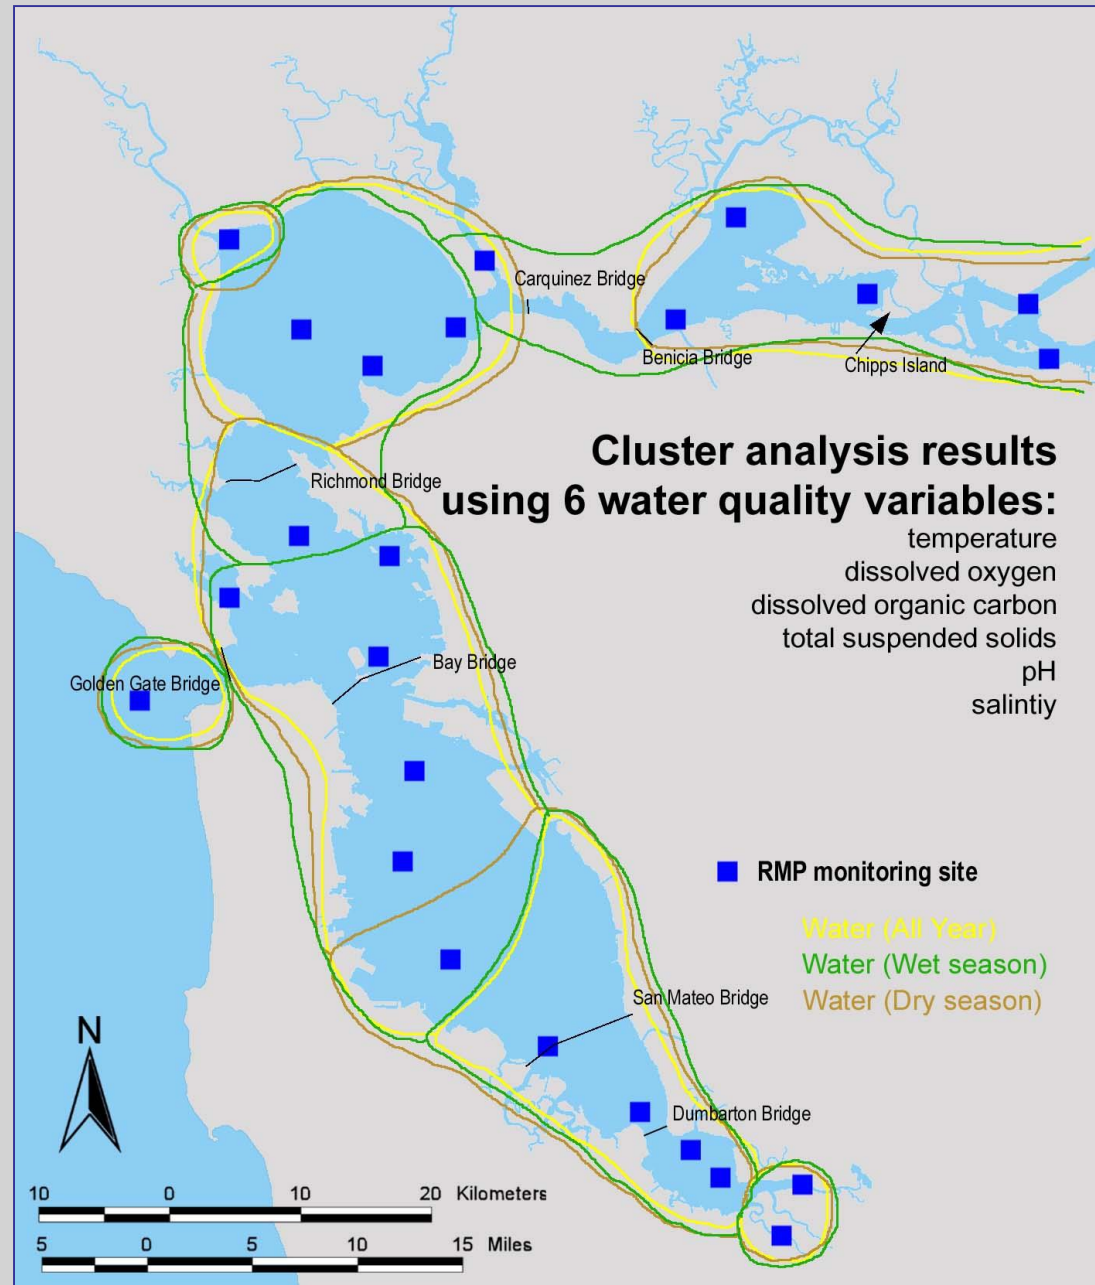 Carquinez Bridge
Benicia Bridge
Chipps Island
Cluster analysis results
using 6 water quality variables:
temperature
dissolved oxygen
dissolved organic carbon
total suspended solids
pH
salintiy
Richmond Bridge
Bay Bridge
Golden Gate Bridge
RMP monitoring site
Water (All Year)
Water (Wet season)
Water (Dry season)
San Mateo Bridge
Dumbarton Bridge
N
10 0 10 20 Kilometers
5 0 5 10 15 Miles